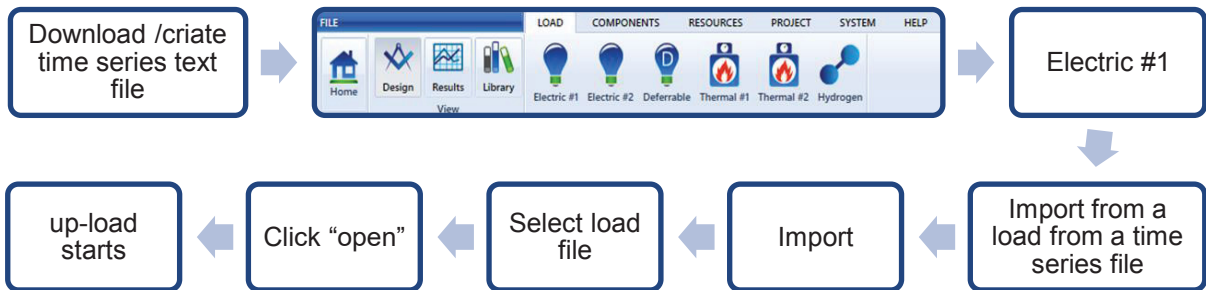 Download /criate
time series text
file
FILE
LOAD COMPONENTS RESOURCES PROJECT SYSTEM HELP
Home
Design Results Library
View
D
Electric #1 Electric #2 Deferrable Thermal #1 Thermal #2 Hydrogen
Electric #1
Import from a
load from a time
series file
Import
Select load
file
Click “open”
up-load
starts